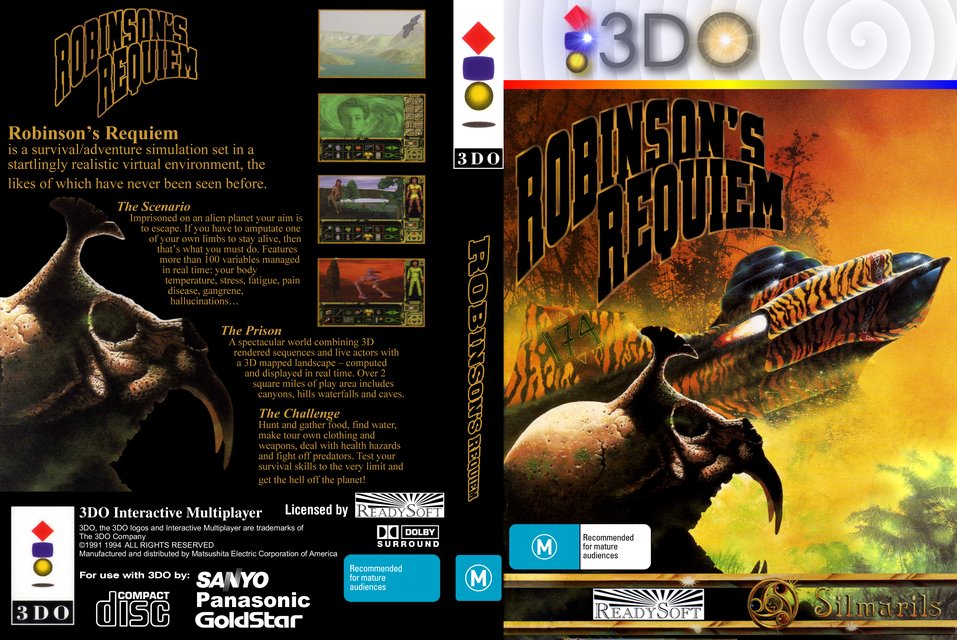 ROBINSON'S
REQUIEM
Robinson's Requiem
is a survival/adventure simulation set in a
startlingly realistic virtual environment, the
likes of which have never been seen before.
The Scenario
Imprisoned on an alien planet your aim is
to escape. If you have to amputate one
of your own limbs to stay alive, then
that's what you must do. Features
more than 100 variables managed
in real time: your body
temperature, stress, fatigue, pain
disease, gangrene,
hallucinations…
The Prison
A spectacular world combining 3D
rendered sequences and live actors with
a 3D mapped landscape – computed
and displayed in real time. Over 2
square miles of play area includes
canyons, hills waterfalls and caves.
The Challenge
Hunt and gather food, find water,
make tour own clothing and
weapons, deal with health hazards
and fight off predators. Test your
survival skills to the very limit and
get the hell off the planet!
3DO
3DO Interactive Multiplayer
3DO, the 3DO logos and Interactive Multiplayer are trademarks of
The 3DO Company
©1991 1994 ALL RIGHTS RESERVED
Manufactured and distributed by Matsushita Electric Corporation of America
For use with 3DO by:
COMPACT
disc
SANYO
Panasonic
GoldStar
Licensed by
READYSOFT
DOLBY
SURROUND
Recommended
for mature
audiences
3DO
ROBINSON'S REQUIEM
M
3DO
ROBINSON'S
REQUIEM
174
M
Recommended
for mature
audiences
READYSOFT
Silmarils